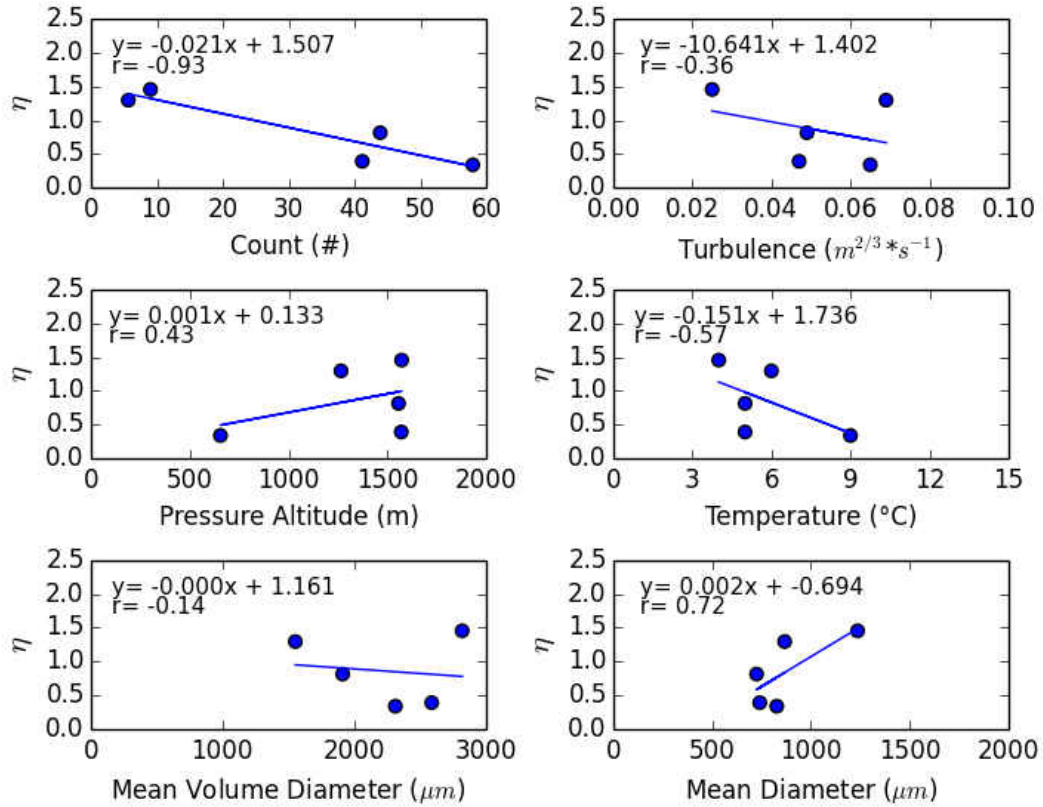 2.5
2.0
1.5
1.0
0.5
0.0
η
y= -0.021x + 1.507
r= -0.93
0 10 20 30 40 50 60
Count (#)
2.5
2.0
1.5
1.0
0.5
0.0
η
y= -10.641x + 1.402
r= -0.36
0.00 0.02 0.04 0.06 0.08 0.10
Turbulence (m^{2/3}*s^{-1})
2.5
2.0
1.5
1.0
0.5
0.0
η
y= 0.001x + 0.133
r= 0.43
0 500 1000 1500 2000
Pressure Altitude (m)
2.5
2.0
1.5
1.0
0.5
0.0
η
y= -0.151x + 1.736
r= -0.57
0 3 6 9 12 15
Temperature (°C)
2.5
2.0
1.5
1.0
0.5
0.0
η
y= -0.000x + 1.161
r= -0.14
0 1000 2000 3000
Mean Volume Diameter (μm)
2.5
2.0
1.5
1.0
0.5
0.0
η
y= 0.002x + -0.694
r= 0.72
0 500 1000 1500 2000
Mean Diameter (μm)